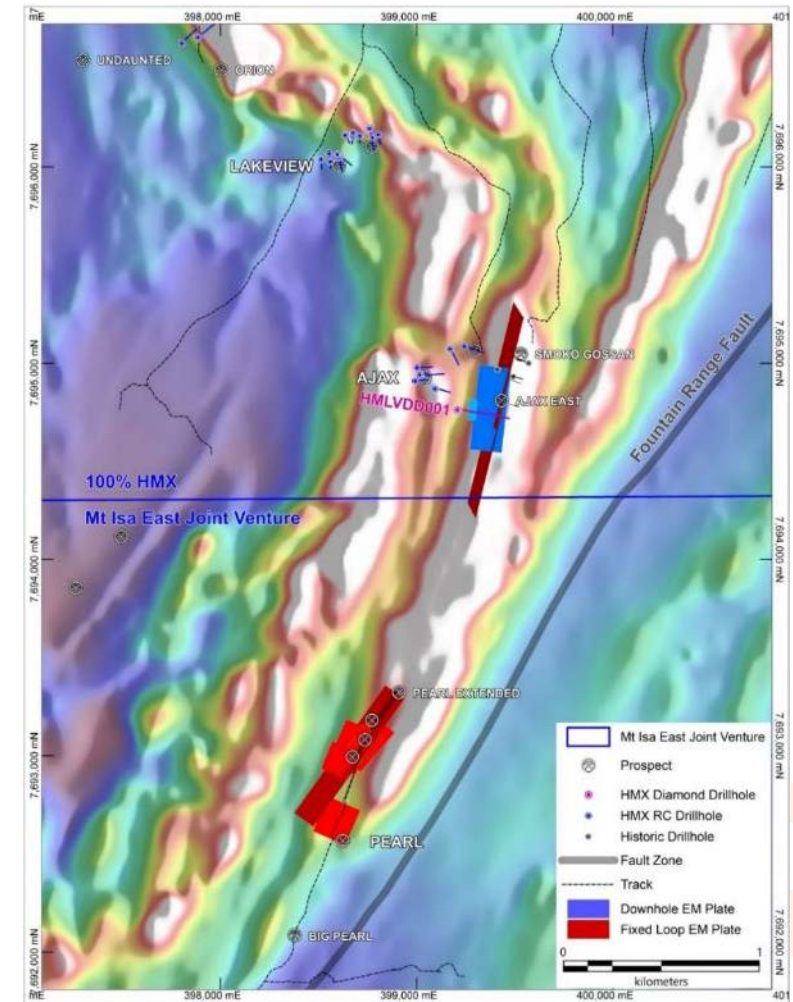 7E
398,000 mE
399,000 mE
400,000 mE
401
UNDAUNTED
ORION
LAKEVIEW
7,696,000 mN
7,696,000 mN
SMOKO GOSSAN
7,695,000 mN
7,695,000 mN
AJAX
HMLVDD001
AJAX EAST
Fountain Range Fault
100% HMX
Mt Isa East Joint Venture
7,694,000 mN
7,694,000 mN
PEARL EXTENDED
7,693,000 mN
7,693,000 mN
PEARL
BIG PEARL
7,692,000 mN
7,692,000 mN
Mt Isa East Joint Venture
Prospect
HMX Diamond Drillhole
HMX RC Drillhole
Historic Drillhole
Fault Zone
Track
Downhole EM Plate
Fixed Loop EM Plate
0 1
kilometers
398,000 mE
399,000 mE
400,000 mE
401